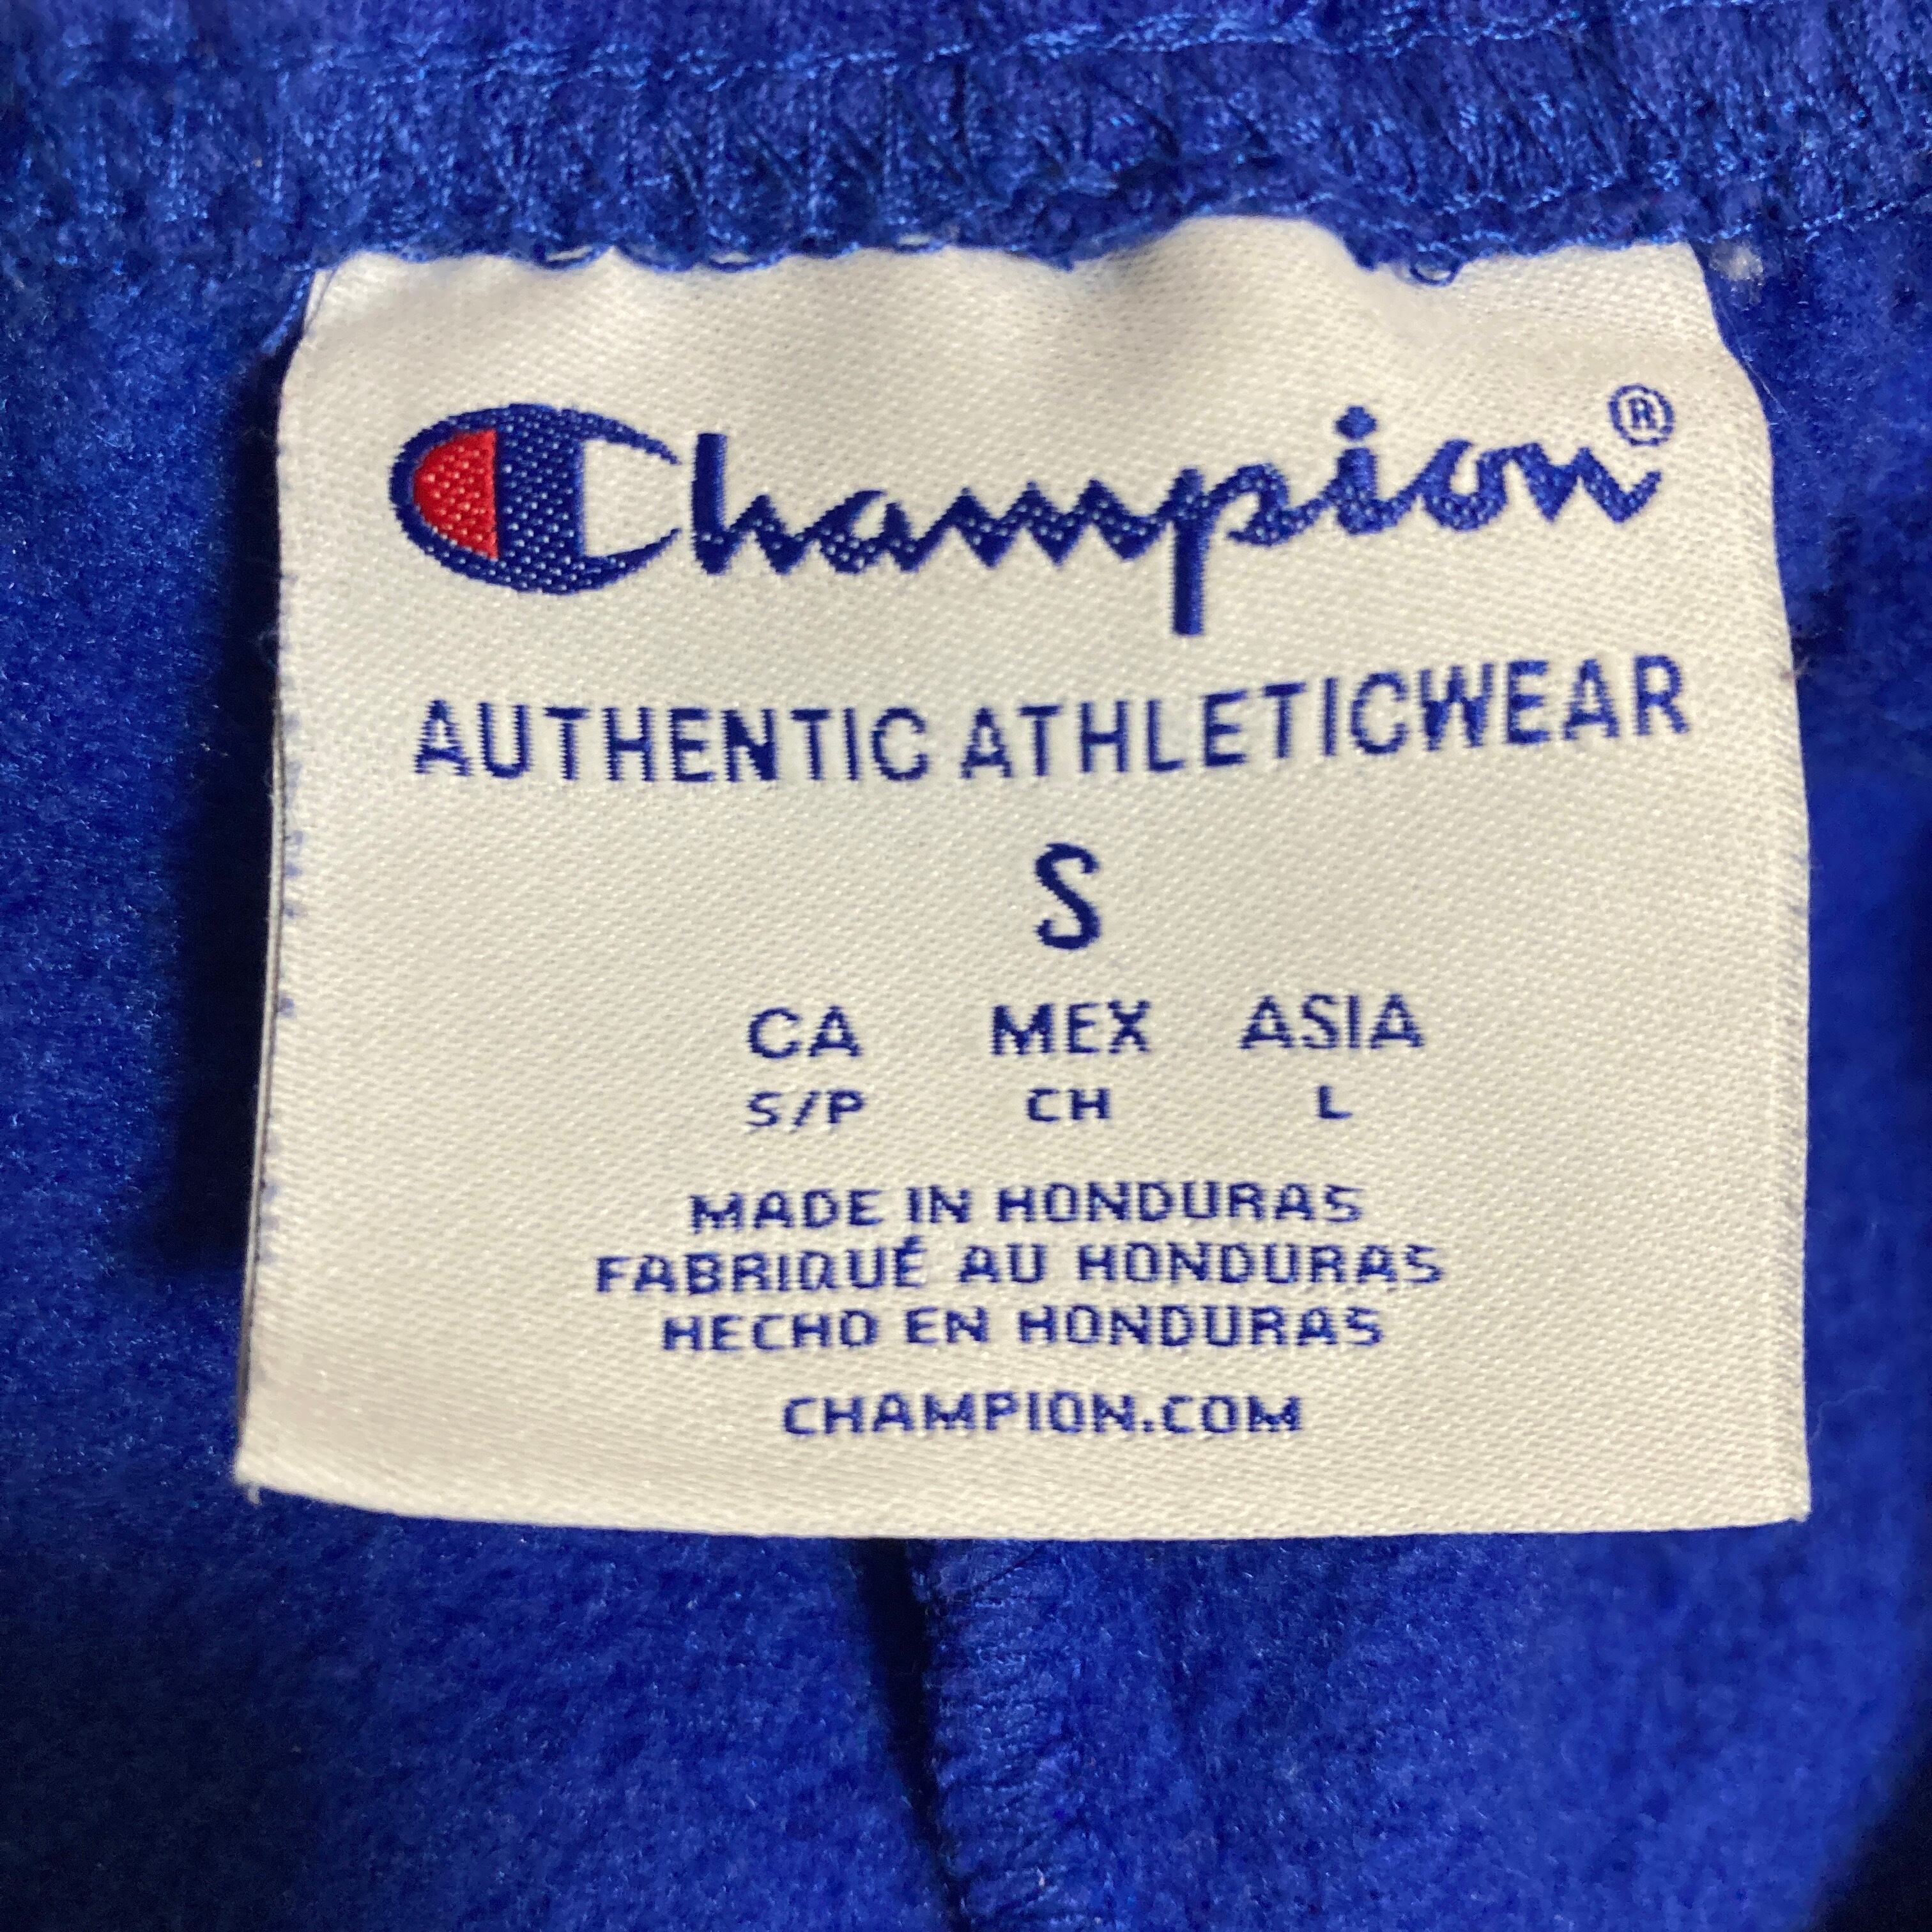 Champion®
AUTHENTIC ATHLETICWEAR
S
CA MEX ASIA
S/P CH L
MADE IN HONDURAS
FABRIQUÉ AU HONDURAS
HECHO EN HONDURAS
CHAMPION.COM